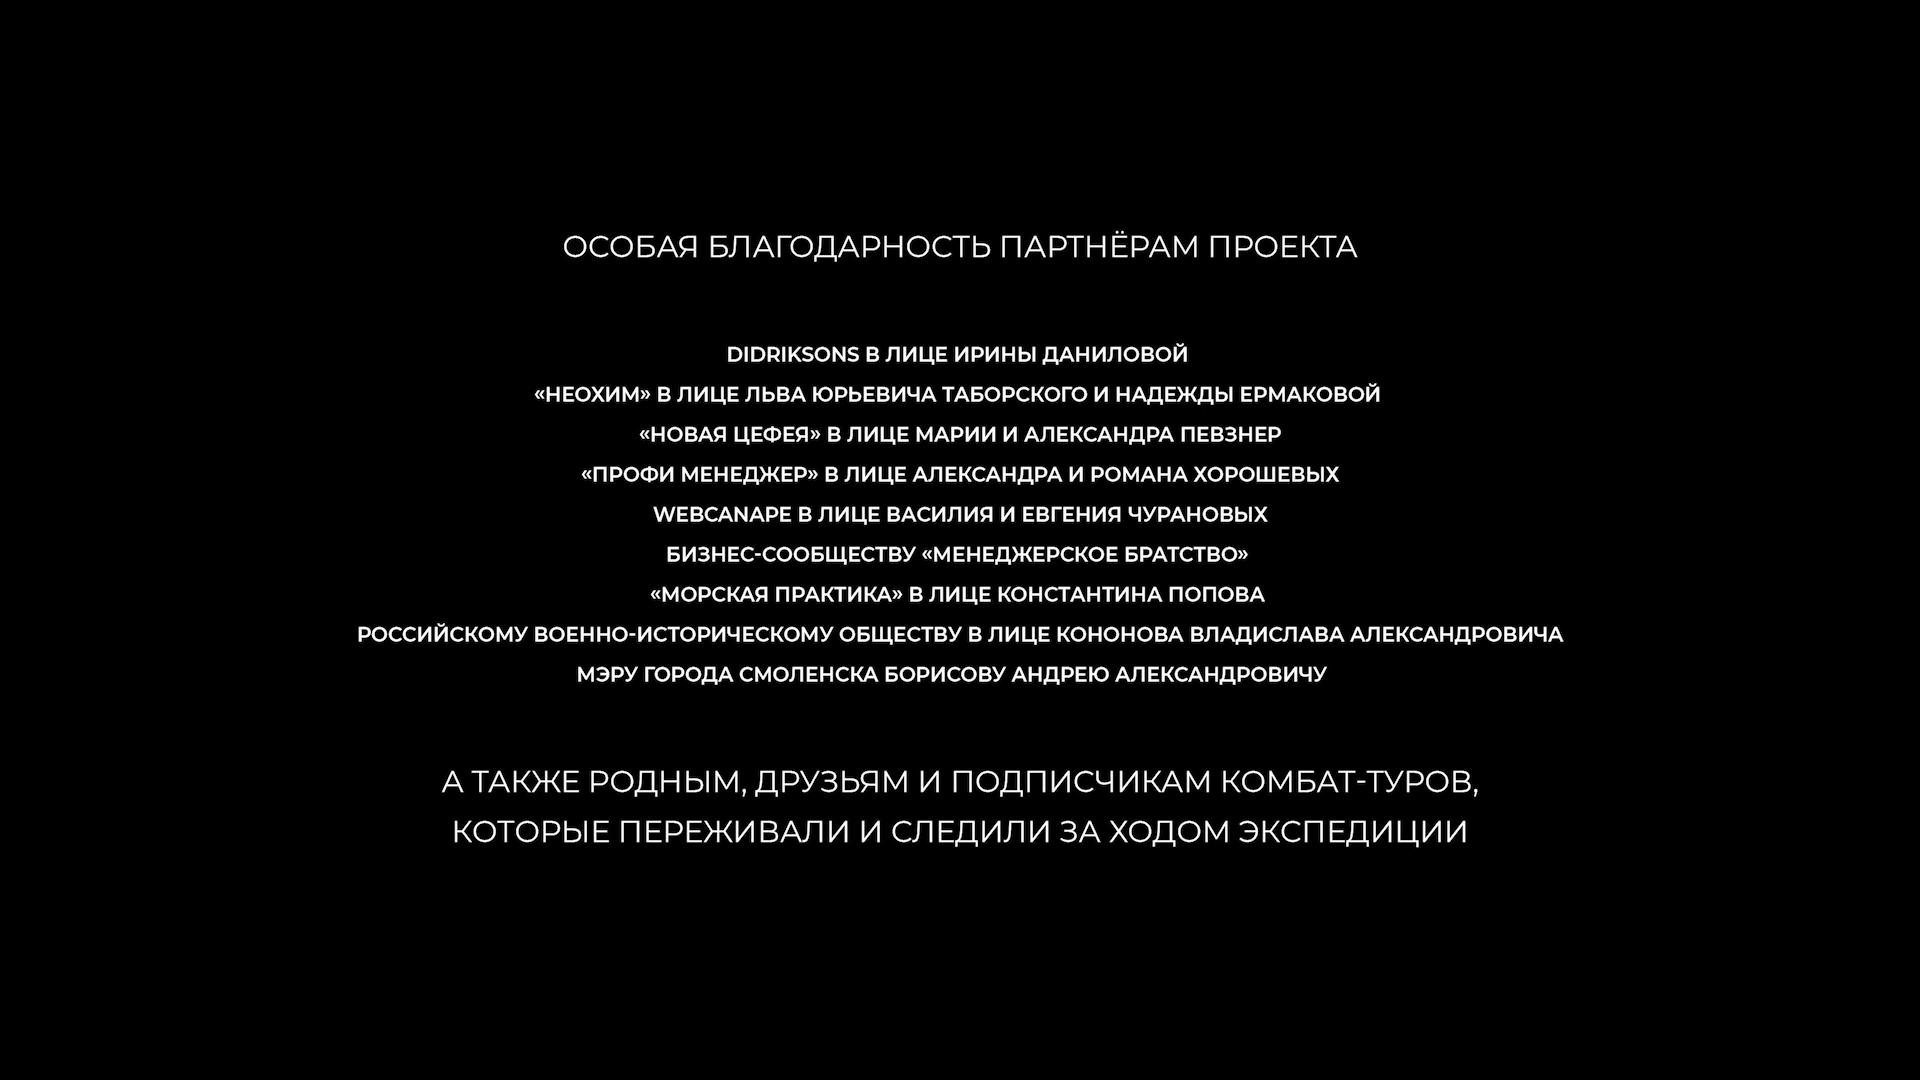 ОСОБАЯ БЛАГОДАРНОСТЬ ПАРТНЁРАМ ПРОЕКТА
DIDRIKSONS В ЛИЦЕ ИРИНЫ ДАНИЛОВОЙ
«НЕОХИМ» В ЛИЦЕ ЛЬВА ЮРЬЕВИЧА ТАБОРСКОГО И НАДЕЖДЫ ЕРМАКОВОЙ
«НОВАЯ ЦЕФЕЯ» В ЛИЦЕ МАРИИ И АЛЕКСАНДРА ПЕВЗНЕР
«ПРОФИ МЕНЕДЖЕР» В ЛИЦЕ АЛЕКСАНДРА И РОМАНА ХОРОШЕВЫХ
WEBCANAPE В ЛИЦЕ ВАСИЛИЯ И ЕВГЕНИЯ ЧУРАНОВЫХ
БИЗНЕС-СООБЩЕСТВУ «МЕНЕДЖЕРСКОЕ БРАТСТВО»
«МОРСКАЯ ПРАКТИКА» В ЛИЦЕ КОНСТАНТИНА ПОПОВА
РОССИЙСКОМУ ВОЕННО-ИСТОРИЧЕСКОМУ ОБЩЕСТВУ В ЛИЦЕ КОНОНОВА ВЛАДИСЛАВА АЛЕКСАНДРОВИЧА
МЭРУ ГОРОДА СМОЛЕНСКА БОРИСОВУ АНДРЕЮ АЛЕКСАНДРОВИЧУ
А ТАКЖЕ РОДНЫМ, ДРУЗЬЯМ И ПОДПИСЧИКАМ КОМБАТ-ТУРОВ,
КОТОРЫЕ ПЕРЕЖИВАЛИ И СЛЕДИЛИ ЗА ХОДОМ ЭКСПЕДИЦИИ